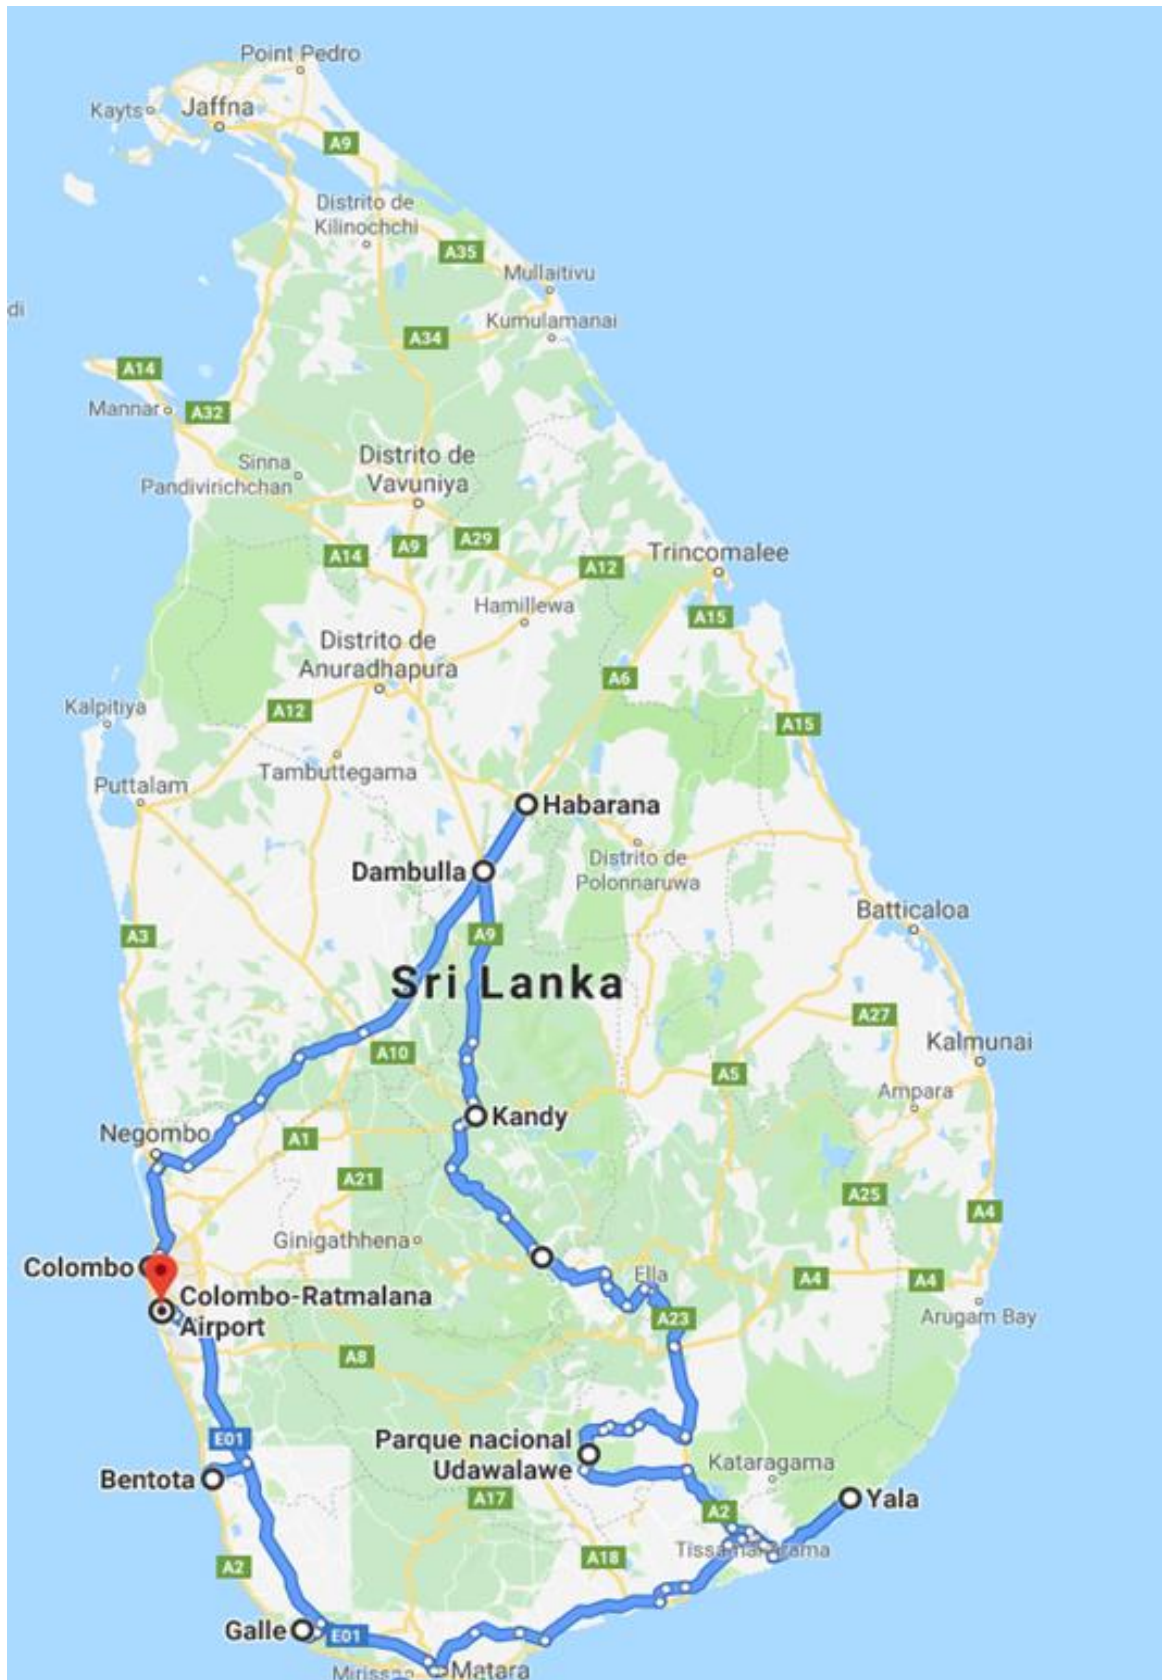 Point Pedro
Kayts
Jaffna
A9
Distrito de
Kilinochchi
A35
Mullaitivu
di
Kumulamanai
A34
A14
Mannar
A32
Distrito de
Vavuniya
Sinna
Pandivirichchan
A14
A9
A29
Trincomalee
A12
Hamillewa
A15
Distrito de
Anuradhapura
A6
Kalpitiya
A12
A15
Tambuttegama
Puttalam
Habarana
Distrito de
Polonnaruwa
Dambulla
Batticaloa
A3
A9
Sri Lanka
A27
Kalmunai
A10
A5
Ampara
Kandy
Negombo
A1
A21
A25
A4
Ginigathhena
Colombo
Ella
A4
A4
Colombo-Ratmalana
Airport
A23
Arugam Bay
A8
E01
Parque nacional
Udawalawe
Kataragama
Bentota
A17
A2
Yala
Tissamaharama
A2
A18
Galle
E01
Mirissa
Matara